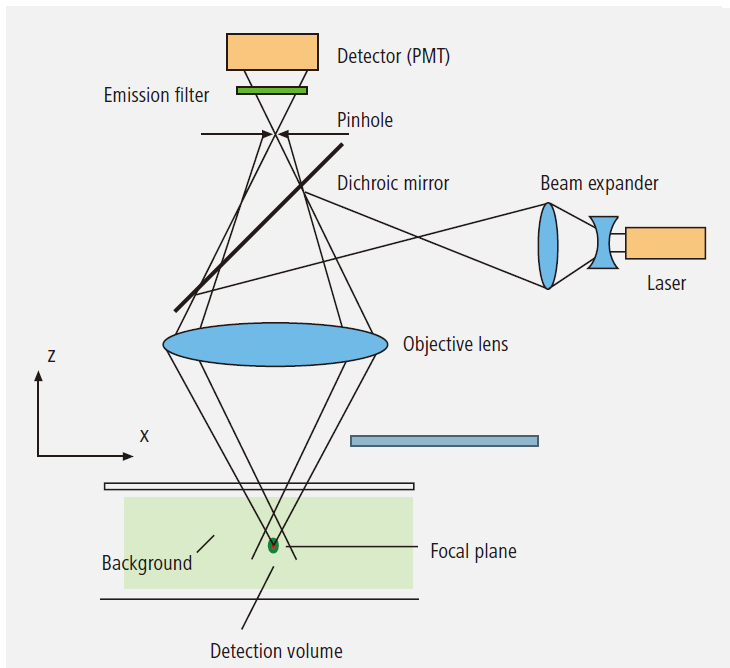 Detector (PMT)
Emission filter
Pinhole
Dichroic mirror
Beam expander
Laser
Objective lens
z
x
Background
Focal plane
Detection volume